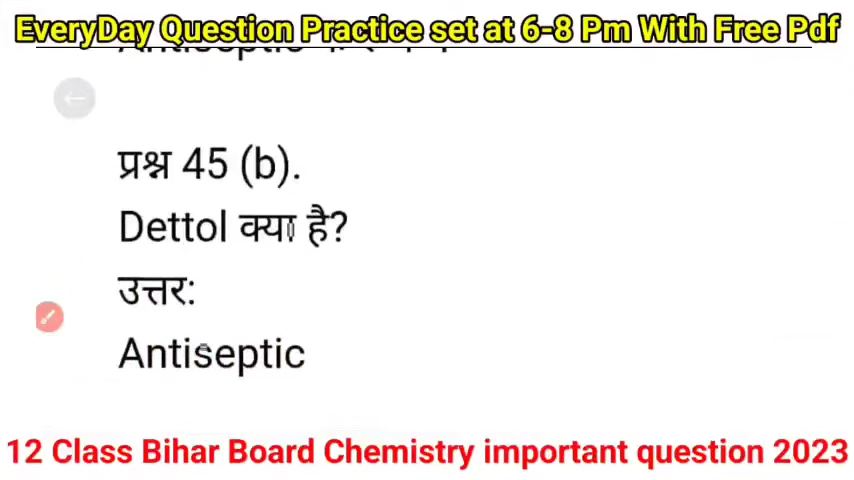 EveryDay Question Practice set at 6-8 Pm With Free Pdf
प्रश्न 45 (b).
Dettol क्या है?
उत्तर:
Antiseptic
12 Class Bihar Board Chemistry important question 2023